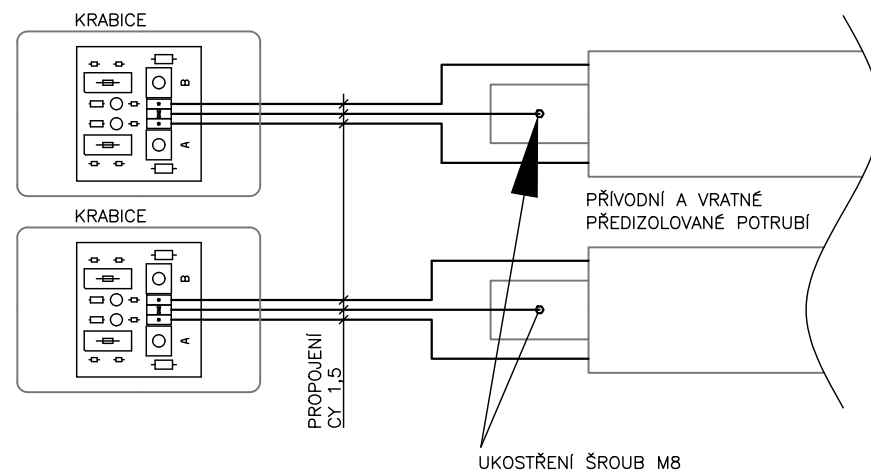 KRABICE
B
A
PŘÍVODNÍ A VRATNÉ
PŘEDIZOLOVANÉ POTRUBÍ
KRABICE
B
A
PROPOJENÍ
CY 1,5
UKOSTŘENÍ ŠROUB M8